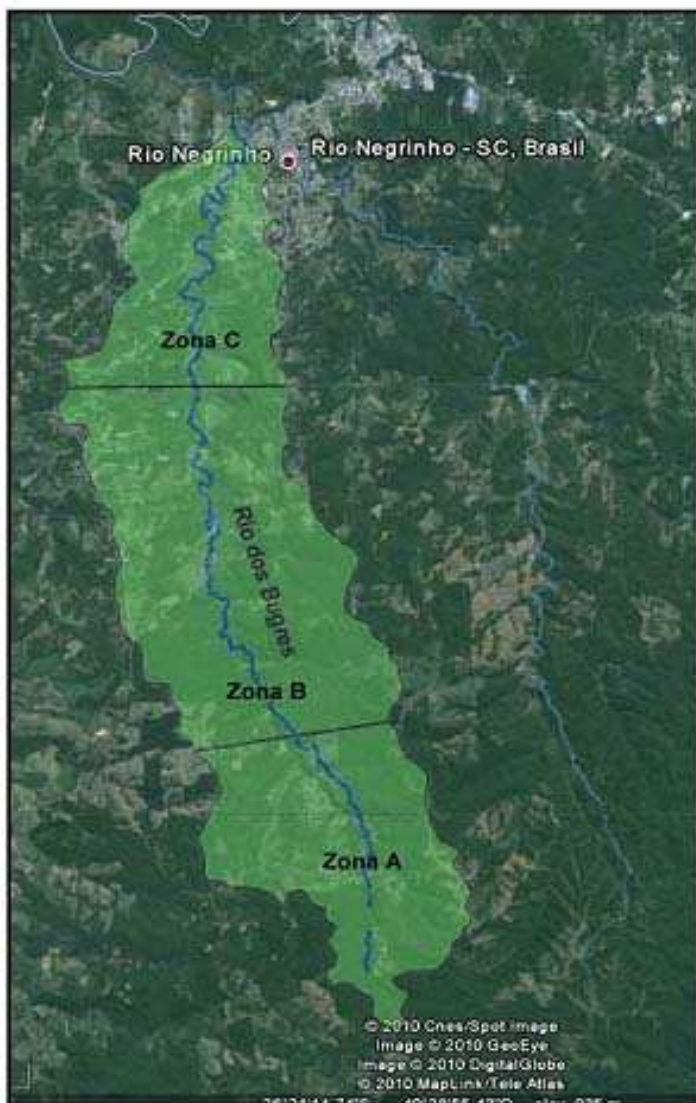 Rio Negrinho
Rio Negrinho - SC, Brasil
Zona C
Rio dos Bugres
Zona B
Zona A
© 2010 Cnes/Spot Image
Image © 2010 GeoEye
Image © 2010 DigitalGlobe
© 2010 MapLink/Tele Atlas